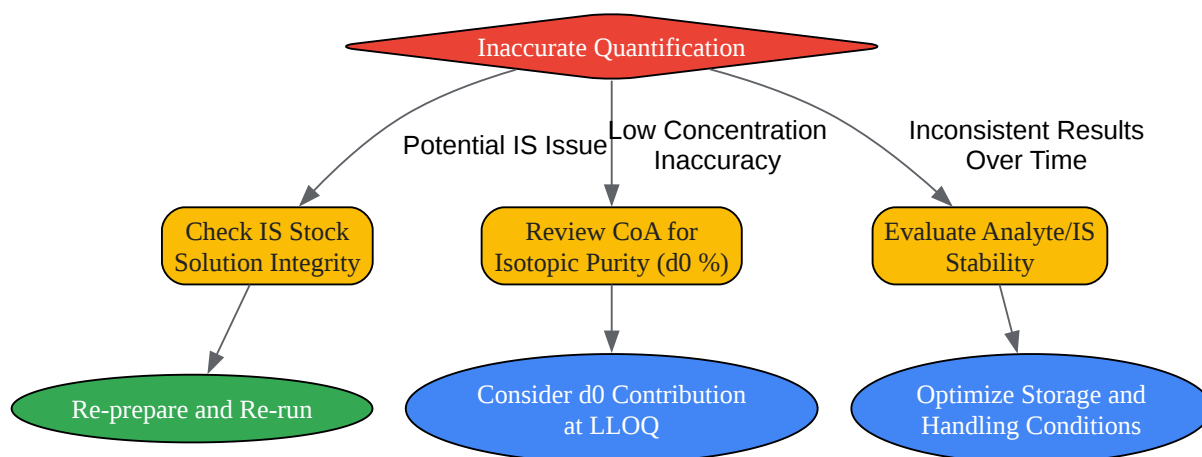 Inaccurate Quantification
Potential IS Issue
Low Concentration
Inaccuracy
Inconsistent Results
Over Time
Check IS Stock
Solution Integrity
Review CoA for
Isotopic Purity (d0 %)
Evaluate Analyte/IS
Stability
Re-prepare and Re-run
Consider d0 Contribution
at LLOQ
Optimize Storage and
Handling Conditions